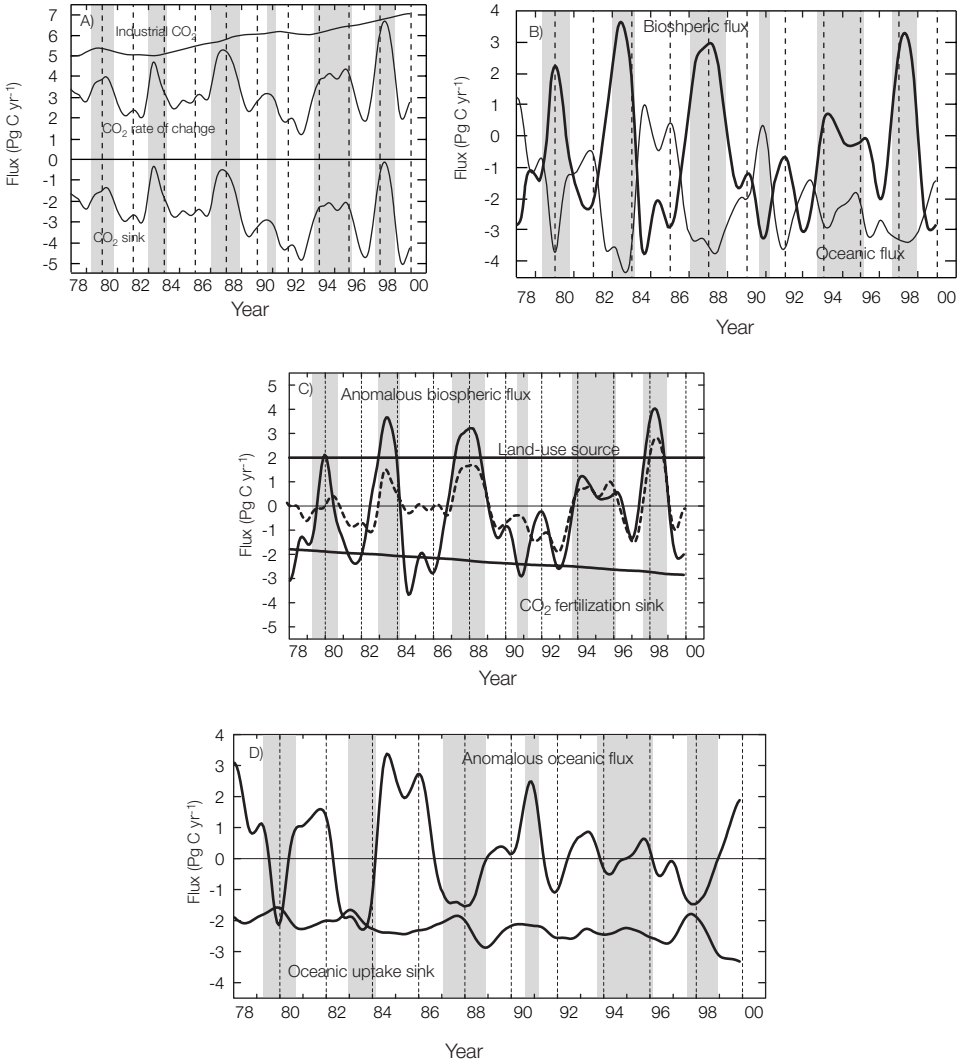 A)
7
6
5
4
3
2
1
0
-1
-2
-3
-4
-5
Flux (Pg C yr⁻¹)
Industrial CO₂
CO₂ rate of change
CO₂ sink
78 80 82 84 86 88 90 92 94 96 98 00
Year
B)
4
3
2
1
0
-1
-2
-3
-4
Flux (Pg C yr⁻¹)
Bioshperic flux
Oceanic flux
78 80 82 84 86 88 90 92 94 96 98 00
Year
C)
5
4
3
2
1
0
-1
-2
-3
-4
-5
Flux (Pg C yr⁻¹)
Anomalous biospheric flux
Land-use source
CO₂ fertilization sink
78 80 82 84 86 88 90 92 94 96 98 00
Year
D)
4
3
2
1
0
-1
-2
-3
-4
Flux (Pg C yr⁻¹)
Anomalous oceanic flux
Oceanic uptake sink
78 80 82 84 86 88 90 92 94 96 98 00
Year